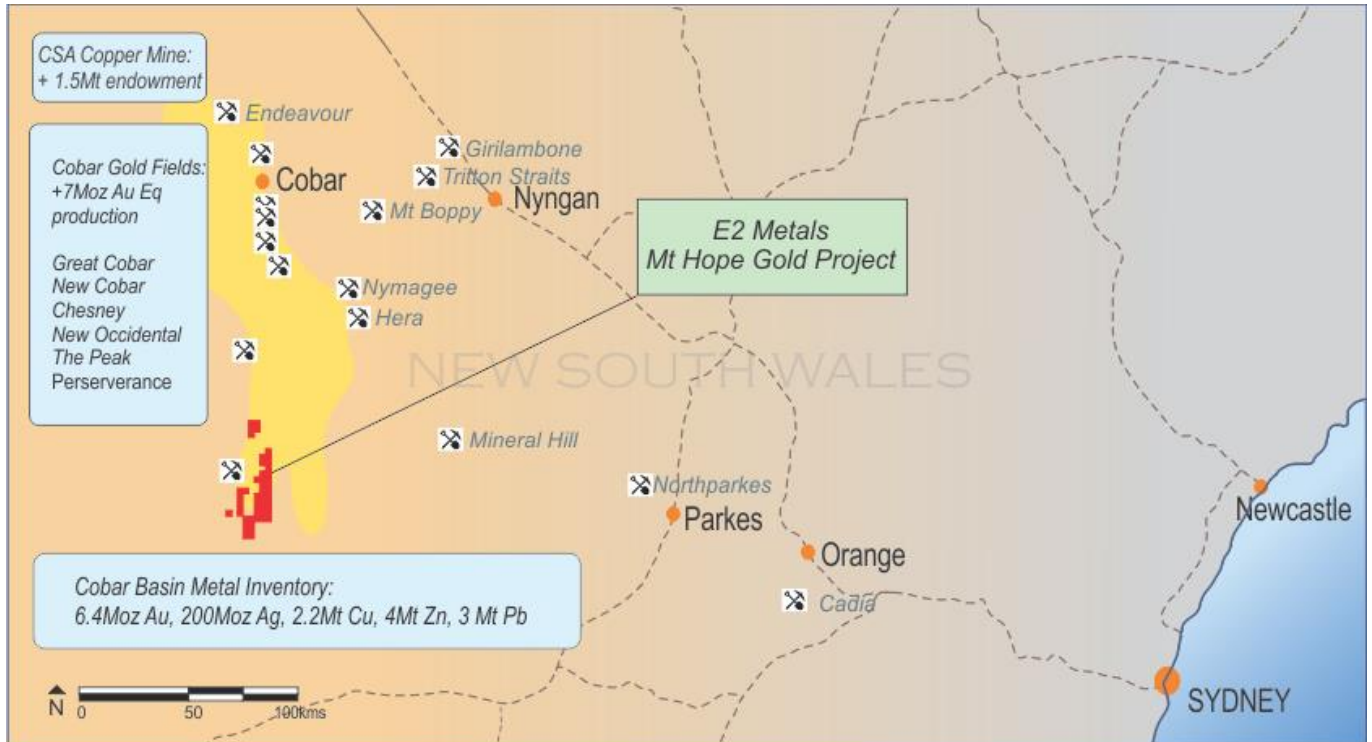 CSA Copper Mine:
+ 1.5Mt endowment
Endeavour
Cobar Gold Fields:
+7Moz Au Eq
production
Great Cobar
New Cobar
Chesney
New Occidental
The Peak
Perserverance
Cobar
Girilambone
Tritton Straits
Mt Boppy
Nyngan
E2 Metals
Mt Hope Gold Project
Nymagee
Hera
NEW SOUTH WALES
Mineral Hill
Northparkes
Parkes
Newcastle
Orange
Cadia
Cobar Basin Metal Inventory:
6.4Moz Au, 200Moz Ag, 2.2Mt Cu, 4Mt Zn, 3 Mt Pb
N 0 50 100kms
SYDNEY